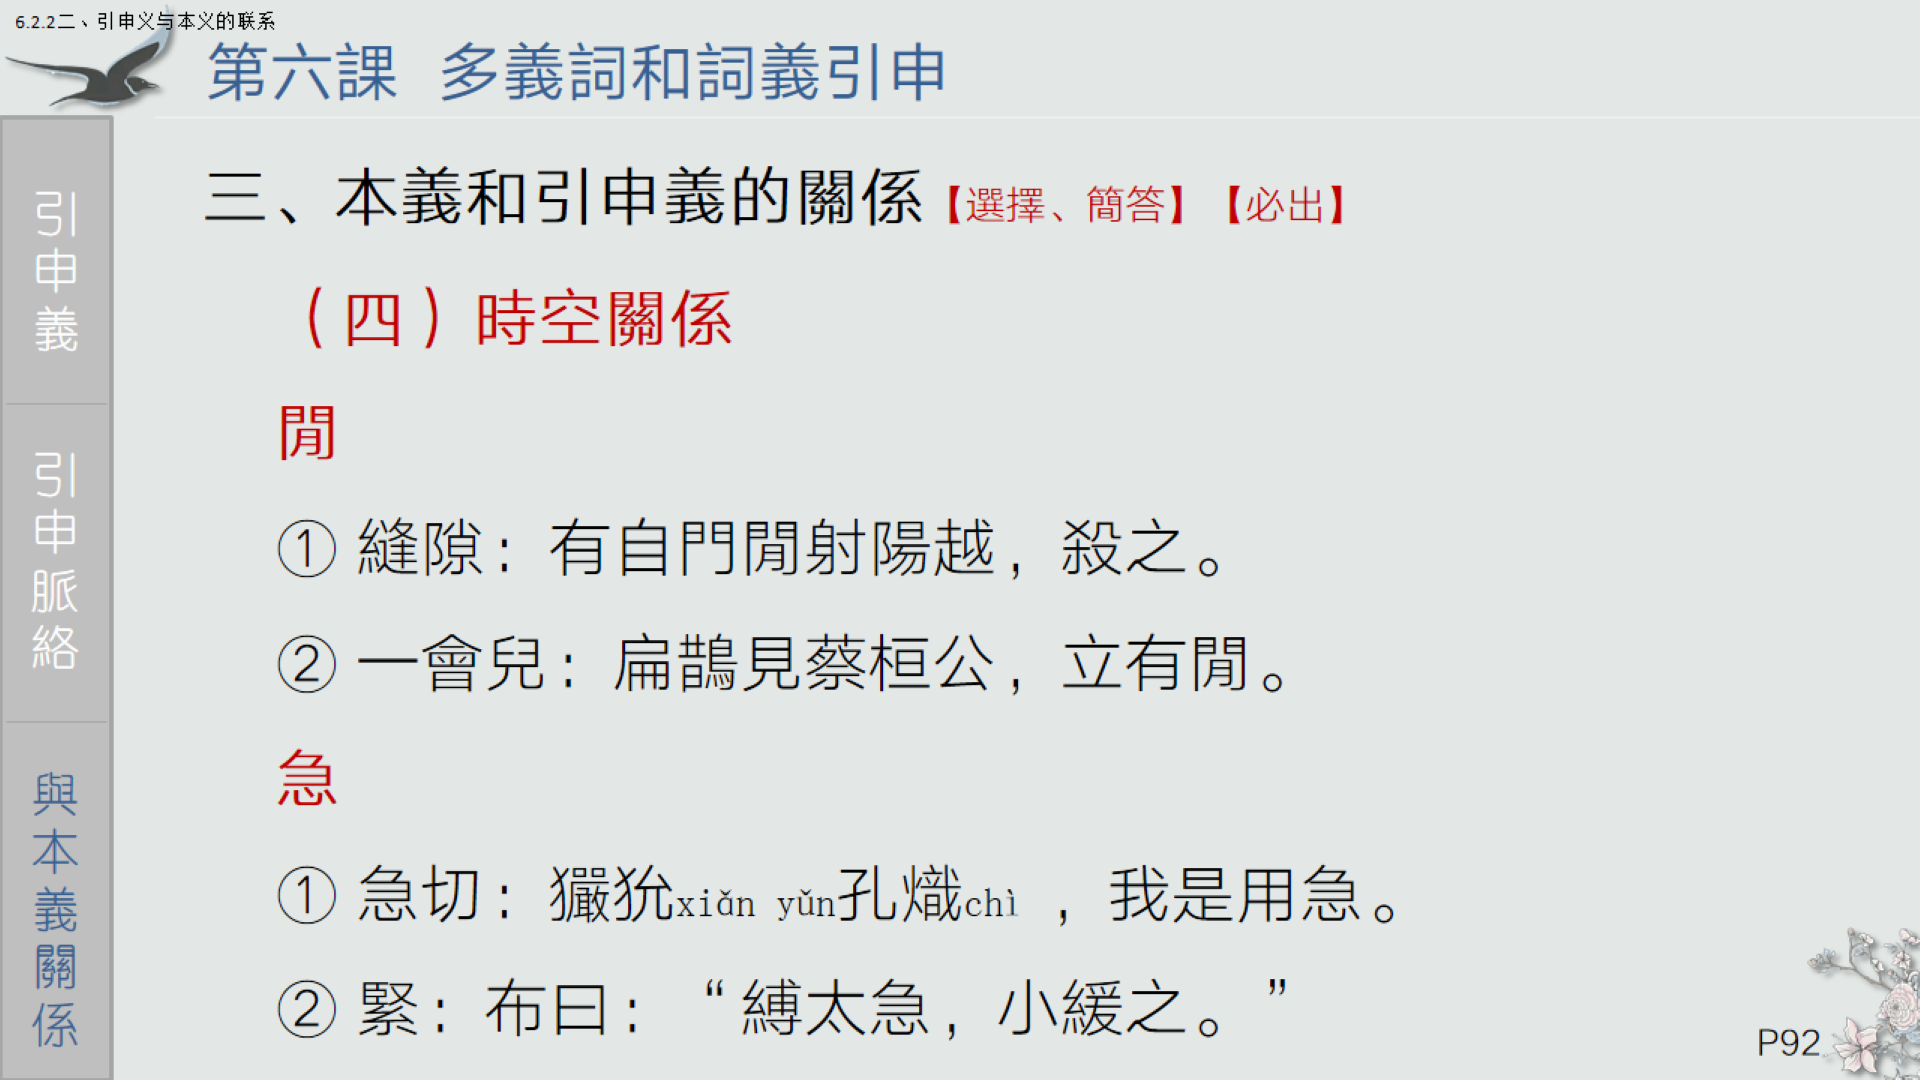 6.2.2二、引申义与本义的联系
第六課 多義詞和詞義引申
引申義
引申脈絡
與本義關係
三、本義和引申義的關係【選擇、簡答】【必出】
（四）時空關係
閒
① 縫隙：有自門閒射陽越，殺之。
② 一會兒：扁鵲見蔡桓公，立有閒。
急
① 急切：玁狁xiǎn yǔn孔熾chì，我是用急。
② 緊：布曰：“縛太急，小緩之。”
P92